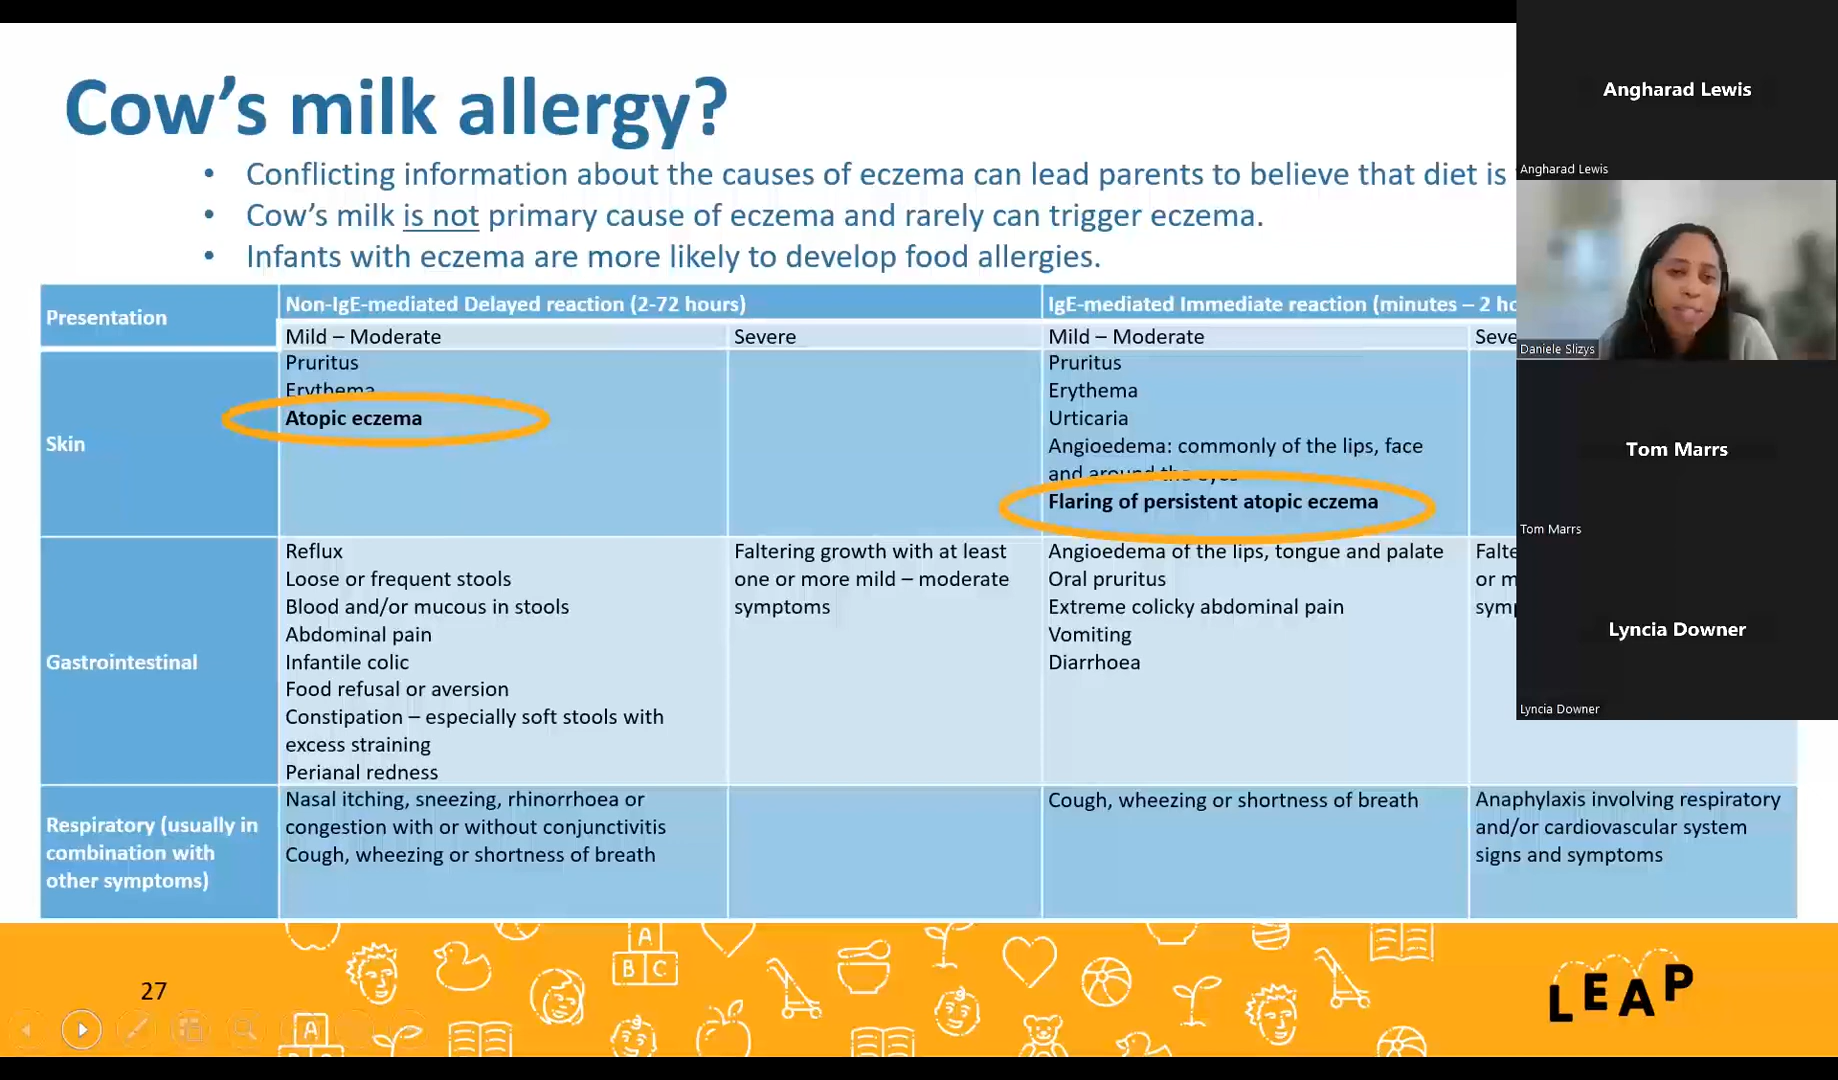 Cow's milk allergy?
• Conflicting information about the causes of eczema can lead parents to believe that diet is
• Cow's milk is not primary cause of eczema and rarely can trigger eczema.
• Infants with eczema are more likely to develop food allergies.
Presentation
Non-IgE-mediated Delayed reaction (2-72 hours)
IgE-mediated Immediate reaction (minutes – 2 ho
Mild – Moderate
Severe
Mild – Moderate
Seve
Skin
Pruritus
Erythema
Atopic eczema
Pruritus
Erythema
Urticaria
Angioedema: commonly of the lips, face
and around the eyes
Flaring of persistent atopic eczema
Gastrointestinal
Reflux
Loose or frequent stools
Blood and/or mucous in stools
Abdominal pain
Infantile colic
Food refusal or aversion
Constipation – especially soft stools with
excess straining
Perianal redness
Faltering growth with at least
one or more mild – moderate
symptoms
Angioedema of the lips, tongue and palate
Oral pruritus
Extreme colicky abdominal pain
Vomiting
Diarrhoea
Falte
or m
symp
Respiratory (usually in
combination with
other symptoms)
Nasal itching, sneezing, rhinorrhoea or
congestion with or without conjunctivitis
Cough, wheezing or shortness of breath
Cough, wheezing or shortness of breath
Anaphylaxis involving respiratory
and/or cardiovascular system
signs and symptoms
Angharad Lewis
Angharad Lewis
Daniele Slizys
Tom Marrs
Tom Marrs
Lyncia Downer
Lyncia Downer
27
A
B C
A
LEAP